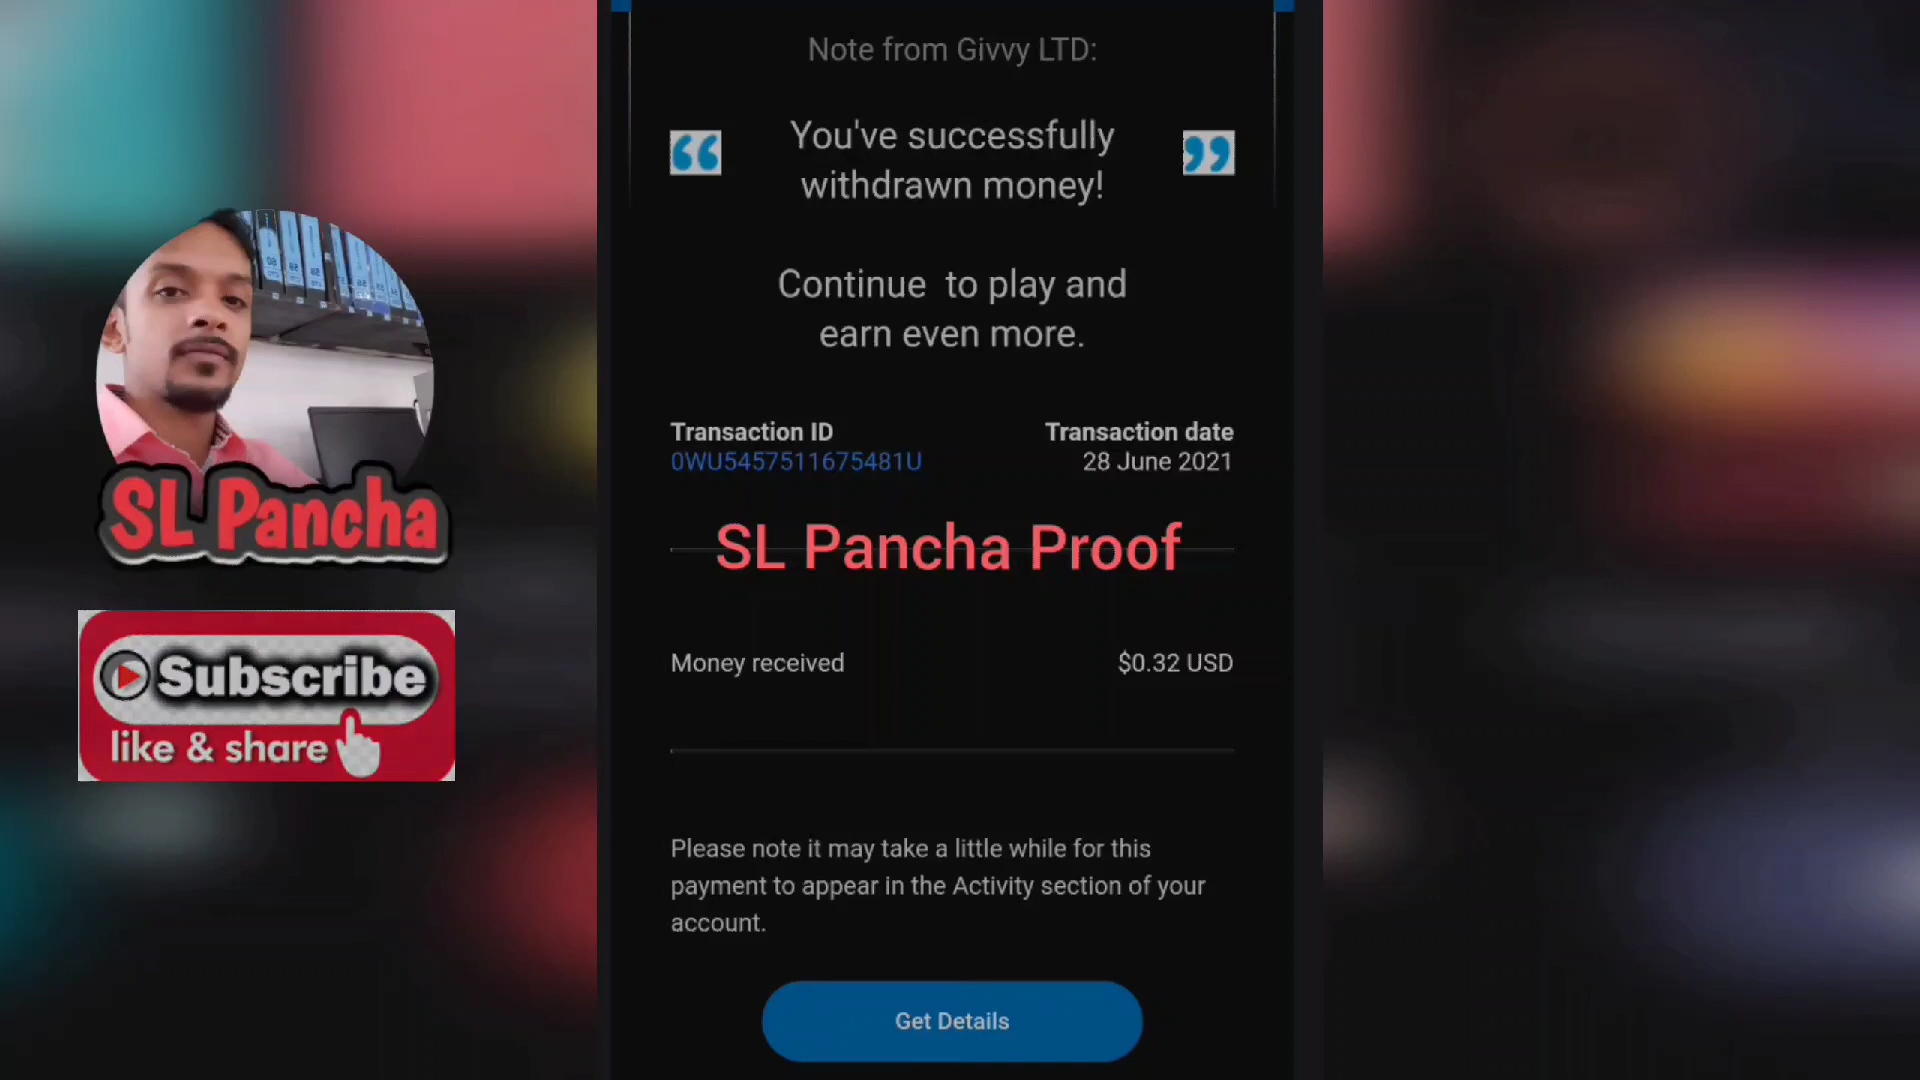 Note from Givvy LTD:
You've successfully
withdrawn money!
Continue to play and
earn even more.
Transaction ID
Transaction date
0WU5457511675481U
28 June 2021
SL Pancha Proof
Money received
$0.32 USD
Please note it may take a little while for this
payment to appear in the Activity section of your
account.
Get Details
SL Pancha
Subscribe
like & share